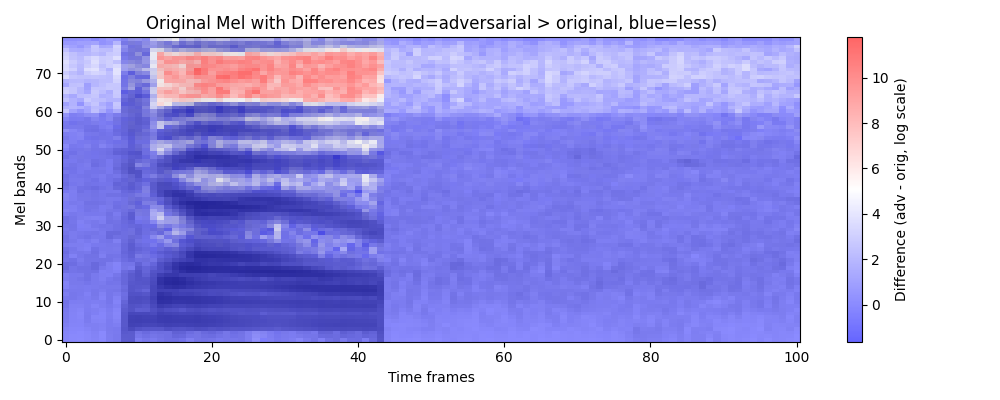 Original Mel with Differences (red=adversarial > original, blue=less)
Mel bands
70
60
50
40
30
20
10
0
0 20 40 60 80 100
Time frames
10
8
6
4
2
0
Difference (adv - orig, log scale)